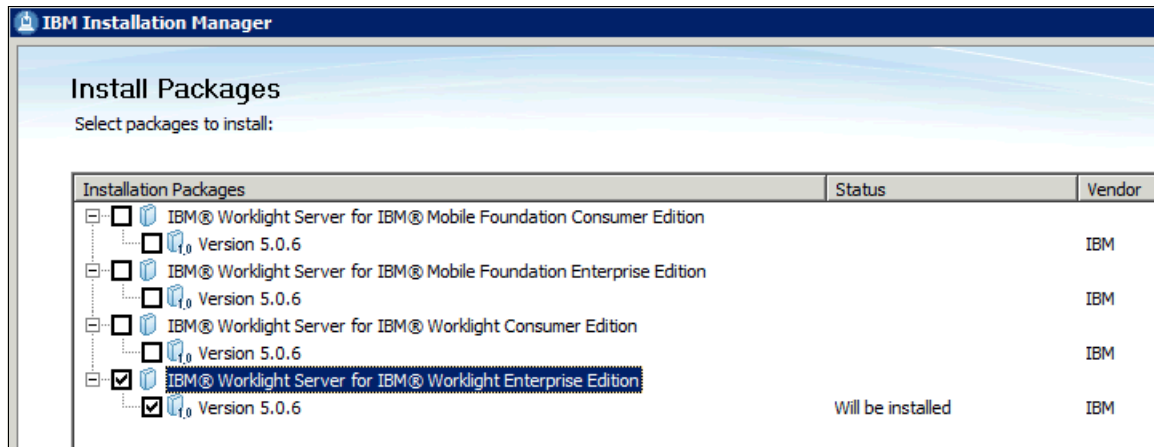 IBM Installation Manager
Install Packages
Select packages to install:
Installation Packages Status Vendor
IBM® Worklight Server for IBM® Mobile Foundation Consumer Edition
Version 5.0.6 IBM
IBM® Worklight Server for IBM® Mobile Foundation Enterprise Edition
Version 5.0.6 IBM
IBM® Worklight Server for IBM® Worklight Consumer Edition
Version 5.0.6 IBM
IBM® Worklight Server for IBM® Worklight Enterprise Edition
Version 5.0.6 Will be installed IBM